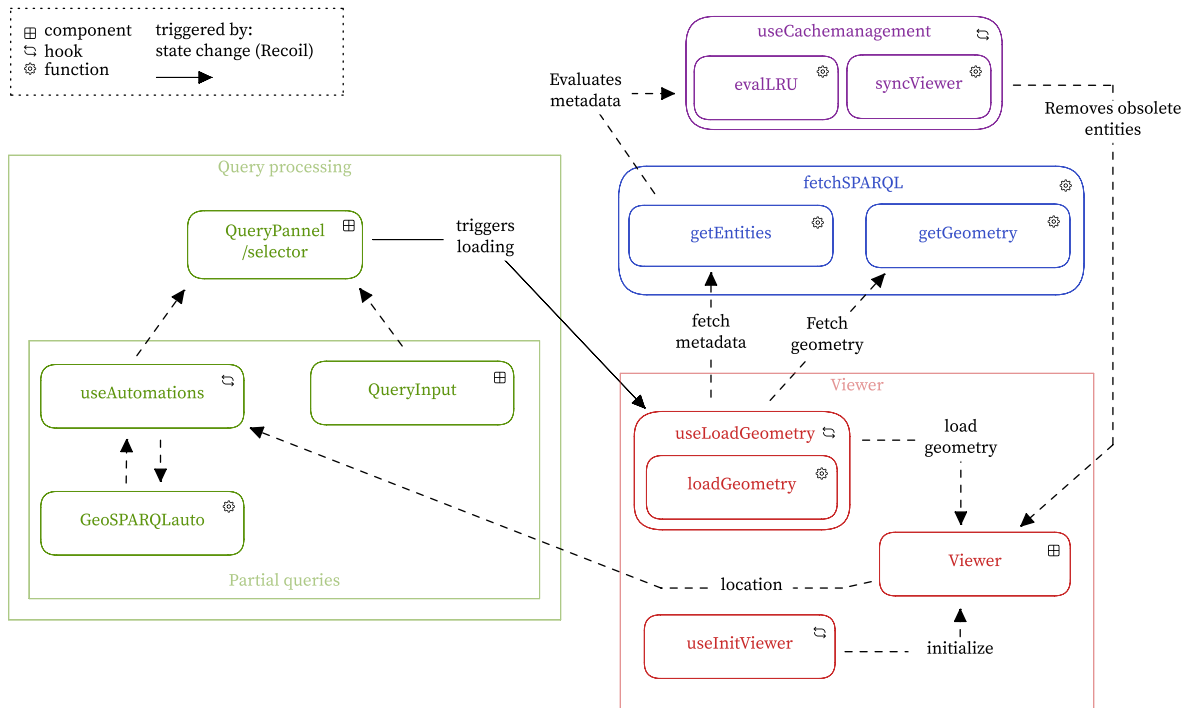 component
hook
function
triggered by:
state change (Recoil)
useCachemanagement
evalLRU
syncViewer
Evaluates
metadata
Removes obsolete
entities
Query processing
QueryPannel
/selector
triggers
loading
fetchSPARQL
getEntities
getGeometry
fetch
metadata
Fetch
geometry
useAutomations
QueryInput
GeoSPARQLauto
Partial queries
Viewer
useLoadGeometry
loadGeometry
load
geometry
Viewer
location
useInitViewer
initialize